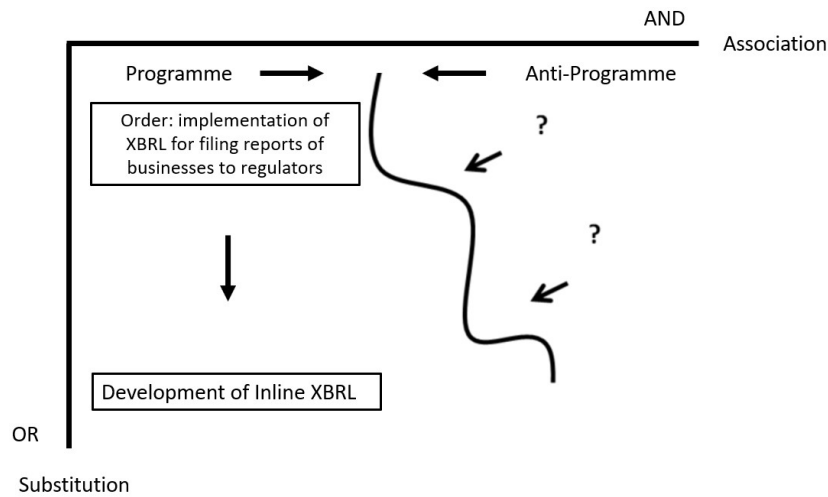 AND
Association
Programme
Anti-Programme
Order: implementation of
XBRL for filing reports of
businesses to regulators
?
?
Development of Inline XBRL
OR
Substitution